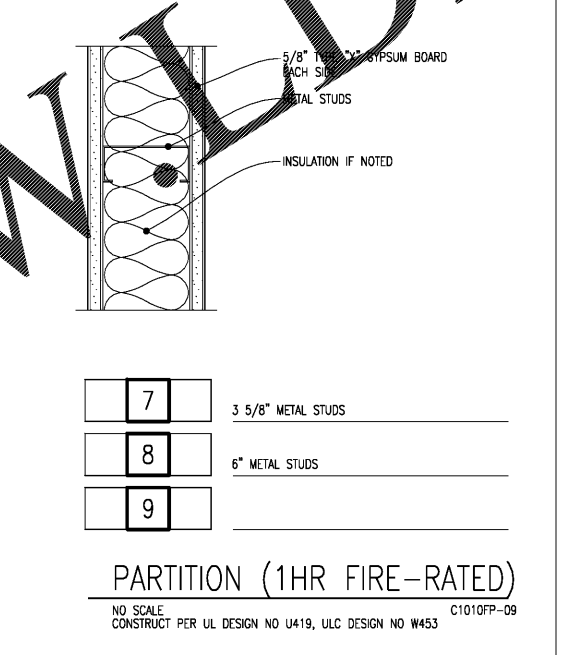 5/8" TYPE "X" GYPSUM BOARD
EACH SIDE
METAL STUDS
INSULATION IF NOTED
7
3 5/8" METAL STUDS
8
6" METAL STUDS
9
PARTITION (1HR FIRE-RATED)
NO SCALE C1010FP-09
CONSTRUCT PER UL DESIGN NO U419, ULC DESIGN NO W453